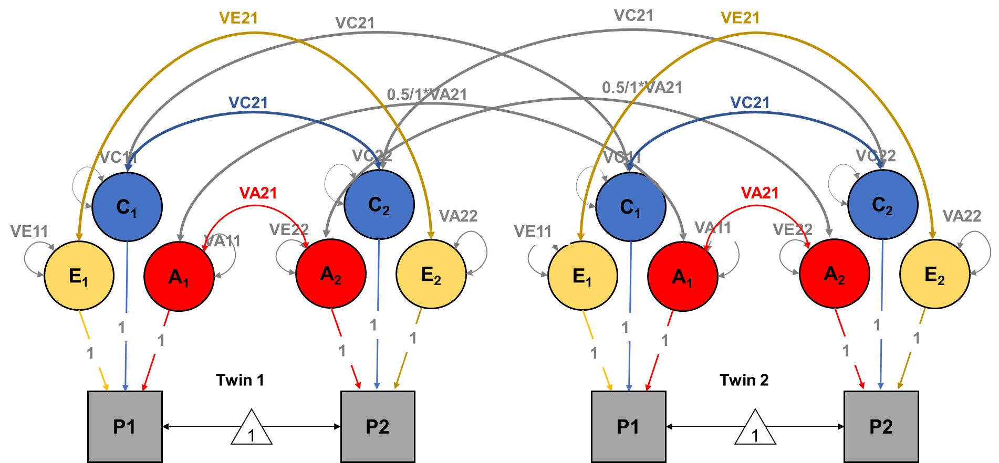 VE21
VC21
VC21
VE21
0.5/1*VA21
0.5/1*VA21
VC21
VC21
VC11
VC22
VC11
VC22
VA21
VA21
C1
C2
C1
C2
VE11
VA11
VE22
VA22
VE11
VA11
VE22
VA22
E1
A1
A2
E2
E1
A1
A2
E2
1
1
1
1
1
1
1
1
1
1
1
1
Twin 1
Twin 2
P1
1
P2
P1
1
P2